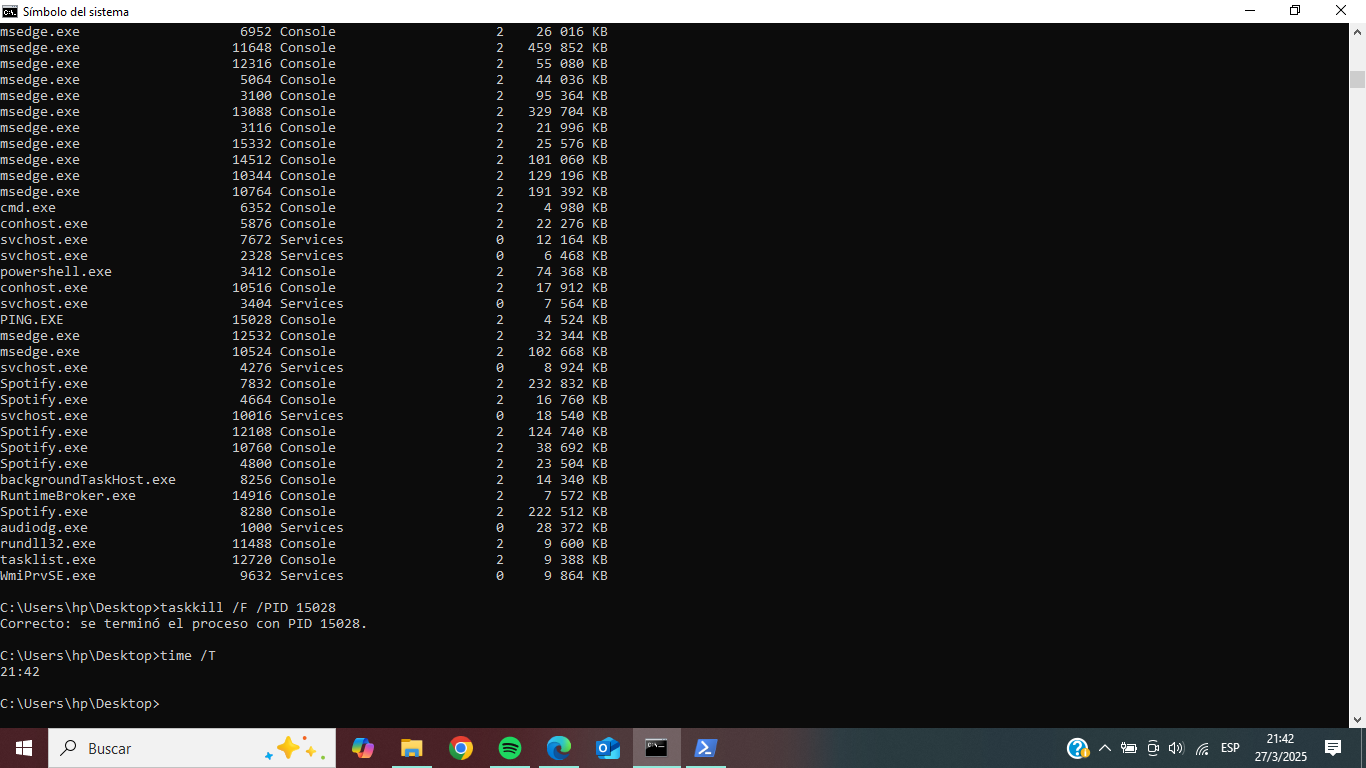 Símbolo del sistema
msedge.exe 6952 Console 2 26 016 KB
msedge.exe 11648 Console 2 459 852 KB
msedge.exe 12316 Console 2 55 080 KB
msedge.exe 5064 Console 2 44 036 KB
msedge.exe 3100 Console 2 95 364 KB
msedge.exe 13088 Console 2 329 704 KB
msedge.exe 3116 Console 2 21 996 KB
msedge.exe 15332 Console 2 25 576 KB
msedge.exe 14512 Console 2 101 060 KB
msedge.exe 10344 Console 2 129 196 KB
msedge.exe 10764 Console 2 191 392 KB
cmd.exe 6352 Console 2 4 980 KB
conhost.exe 5876 Console 2 22 276 KB
svchost.exe 7672 Services 0 12 164 KB
svchost.exe 2328 Services 0 6 468 KB
powershell.exe 3412 Console 2 74 368 KB
conhost.exe 10516 Console 2 17 912 KB
svchost.exe 3404 Services 0 7 564 KB
PING.EXE 15028 Console 2 4 524 KB
msedge.exe 12532 Console 2 32 344 KB
msedge.exe 10524 Console 2 102 668 KB
svchost.exe 4276 Services 0 8 924 KB
Spotify.exe 7832 Console 2 232 832 KB
Spotify.exe 4664 Console 2 16 760 KB
svchost.exe 10016 Services 0 18 540 KB
Spotify.exe 12108 Console 2 124 740 KB
Spotify.exe 10760 Console 2 38 692 KB
Spotify.exe 4800 Console 2 23 504 KB
backgroundTaskHost.exe 8256 Console 2 14 340 KB
RuntimeBroker.exe 14916 Console 2 7 572 KB
Spotify.exe 8280 Console 2 222 512 KB
audiodg.exe 1000 Services 0 28 372 KB
rundll32.exe 11488 Console 2 9 600 KB
tasklist.exe 12720 Console 2 9 388 KB
WmiPrvSE.exe 9632 Services 0 9 864 KB
C:\Users\hp\Desktop>taskkill /F /PID 15028
Correcto: se terminó el proceso con PID 15028.
C:\Users\hp\Desktop>time /T
21:42
C:\Users\hp\Desktop>
Buscar
ESP
21:42
27/3/2025